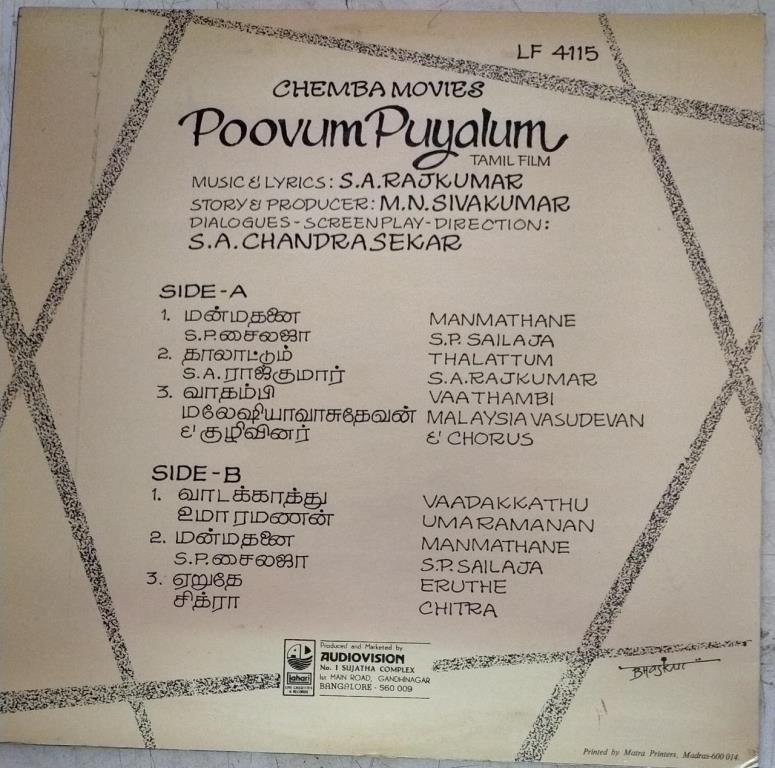 LF 4115
CHEMBA MOVIES
Poovum Puyalum
TAMIL FILM
MUSIC & LYRICS: S.A.RAJKUMAR
STORY & PRODUCER: M.N.SIVAKUMAR
DIALOGUES-SCREENPLAY-DIRECTION:
S.A.CHANDRASEKAR
SIDE-A
1. மன்மதனை MANMATHANE
S.P.சைலஜா S.P. SAILAJA
2. தாலாட்டும் THALATTUM
S.A.ராஜ்குமார் S.A.RAJKUMAR
3. வாதம்பி VAATHAMBI
மலேஷியாவாசுதேவன் MALAYSIA VASUDEVAN
& குழிவினர் & CHORUS
SIDE-B
1. வாடக்காத்து VAADAKKATHU
உமாரமணன் UMARAMANAN
2. மன்மதனை MANMATHANE
S.P.சைலஜா S.P. SAILAJA
3. ஏறுதே ERUTHE
சித்ரா CHITRA
Produced and Marketed by
AUDIOVISION
No. 1 SUJATHA COMPLEX
1st MAIN ROAD, GANDHINAGAR
BANGALORE - 560 009
lahari
Bhaskar
Printed by Matra Printers, Madras-600 014.